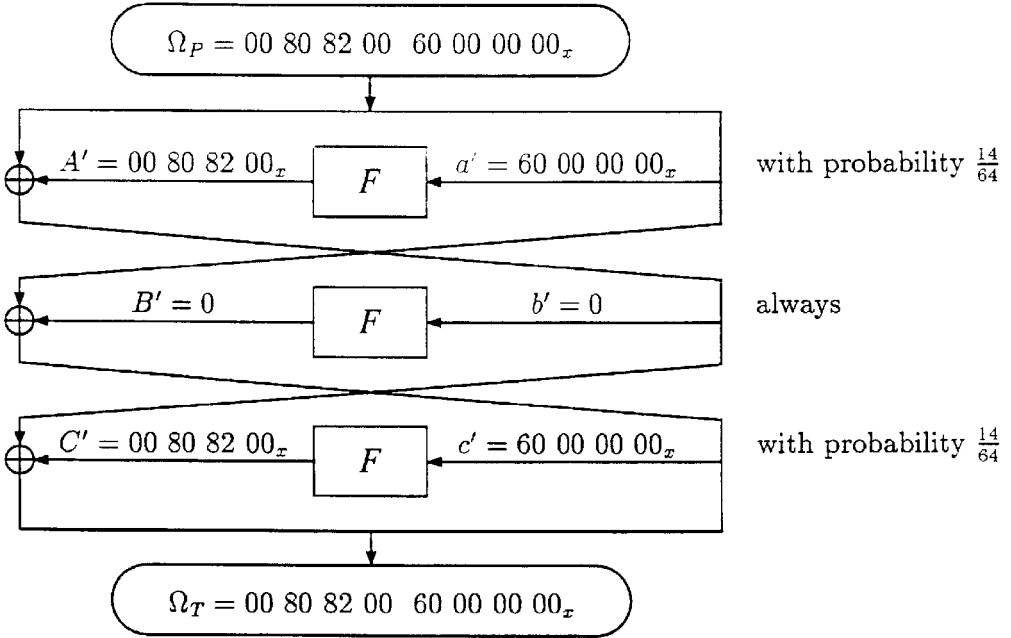 Ω_P = 00 80 82 00  60 00 00 00_x
A' = 00 80 82 00_x  F  a' = 60 00 00 00_x  with probability 14/64
B' = 0  F  b' = 0  always
C' = 00 80 82 00_x  F  c' = 60 00 00 00_x  with probability 14/64
Ω_T = 00 80 82 00  60 00 00 00_x